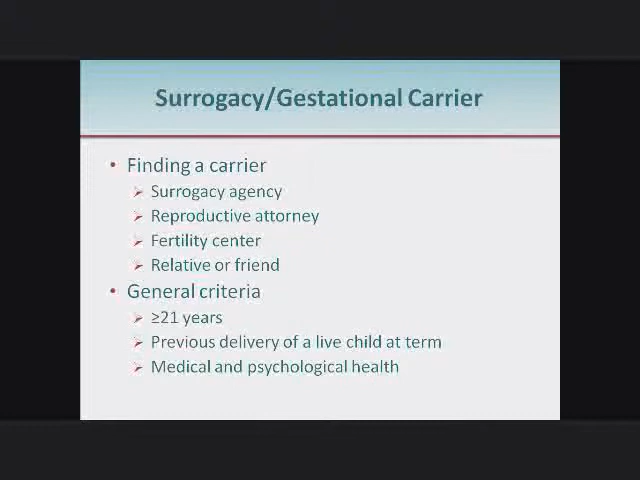 Surrogacy/Gestational Carrier
• Finding a carrier
➢ Surrogacy agency
➢ Reproductive attorney
➢ Fertility center
➢ Relative or friend
• General criteria
➢ ≥21 years
➢ Previous delivery of a live child at term
➢ Medical and psychological health